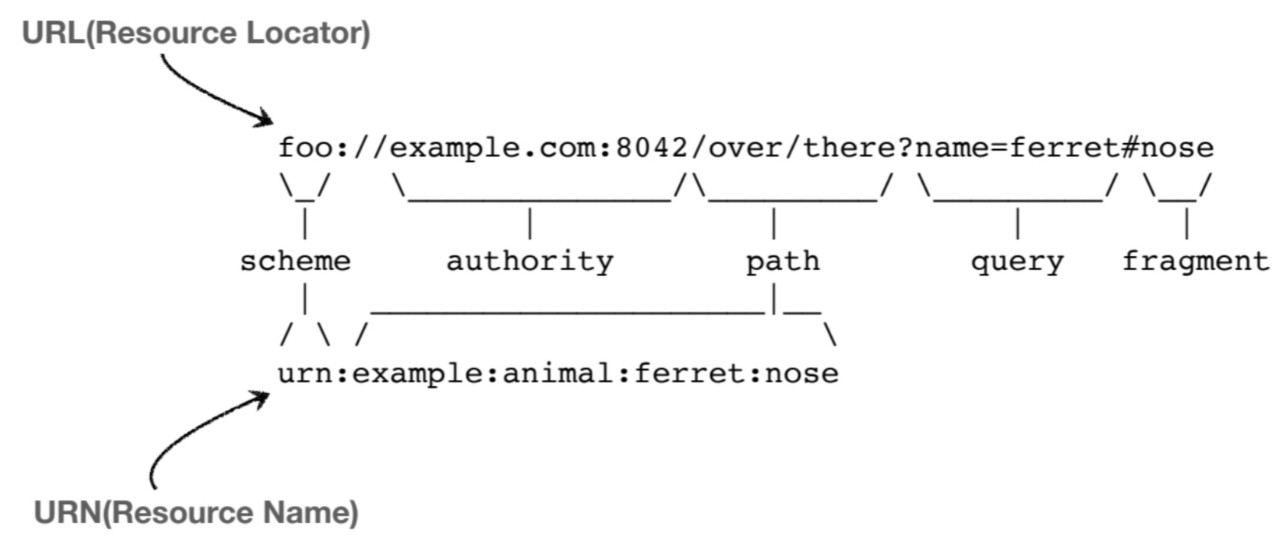 URL(Resource Locator)
foo://example.com:8042/over/there?name=ferret#nose
scheme authority path query fragment
urn:example:animal:ferret:nose
URN(Resource Name)